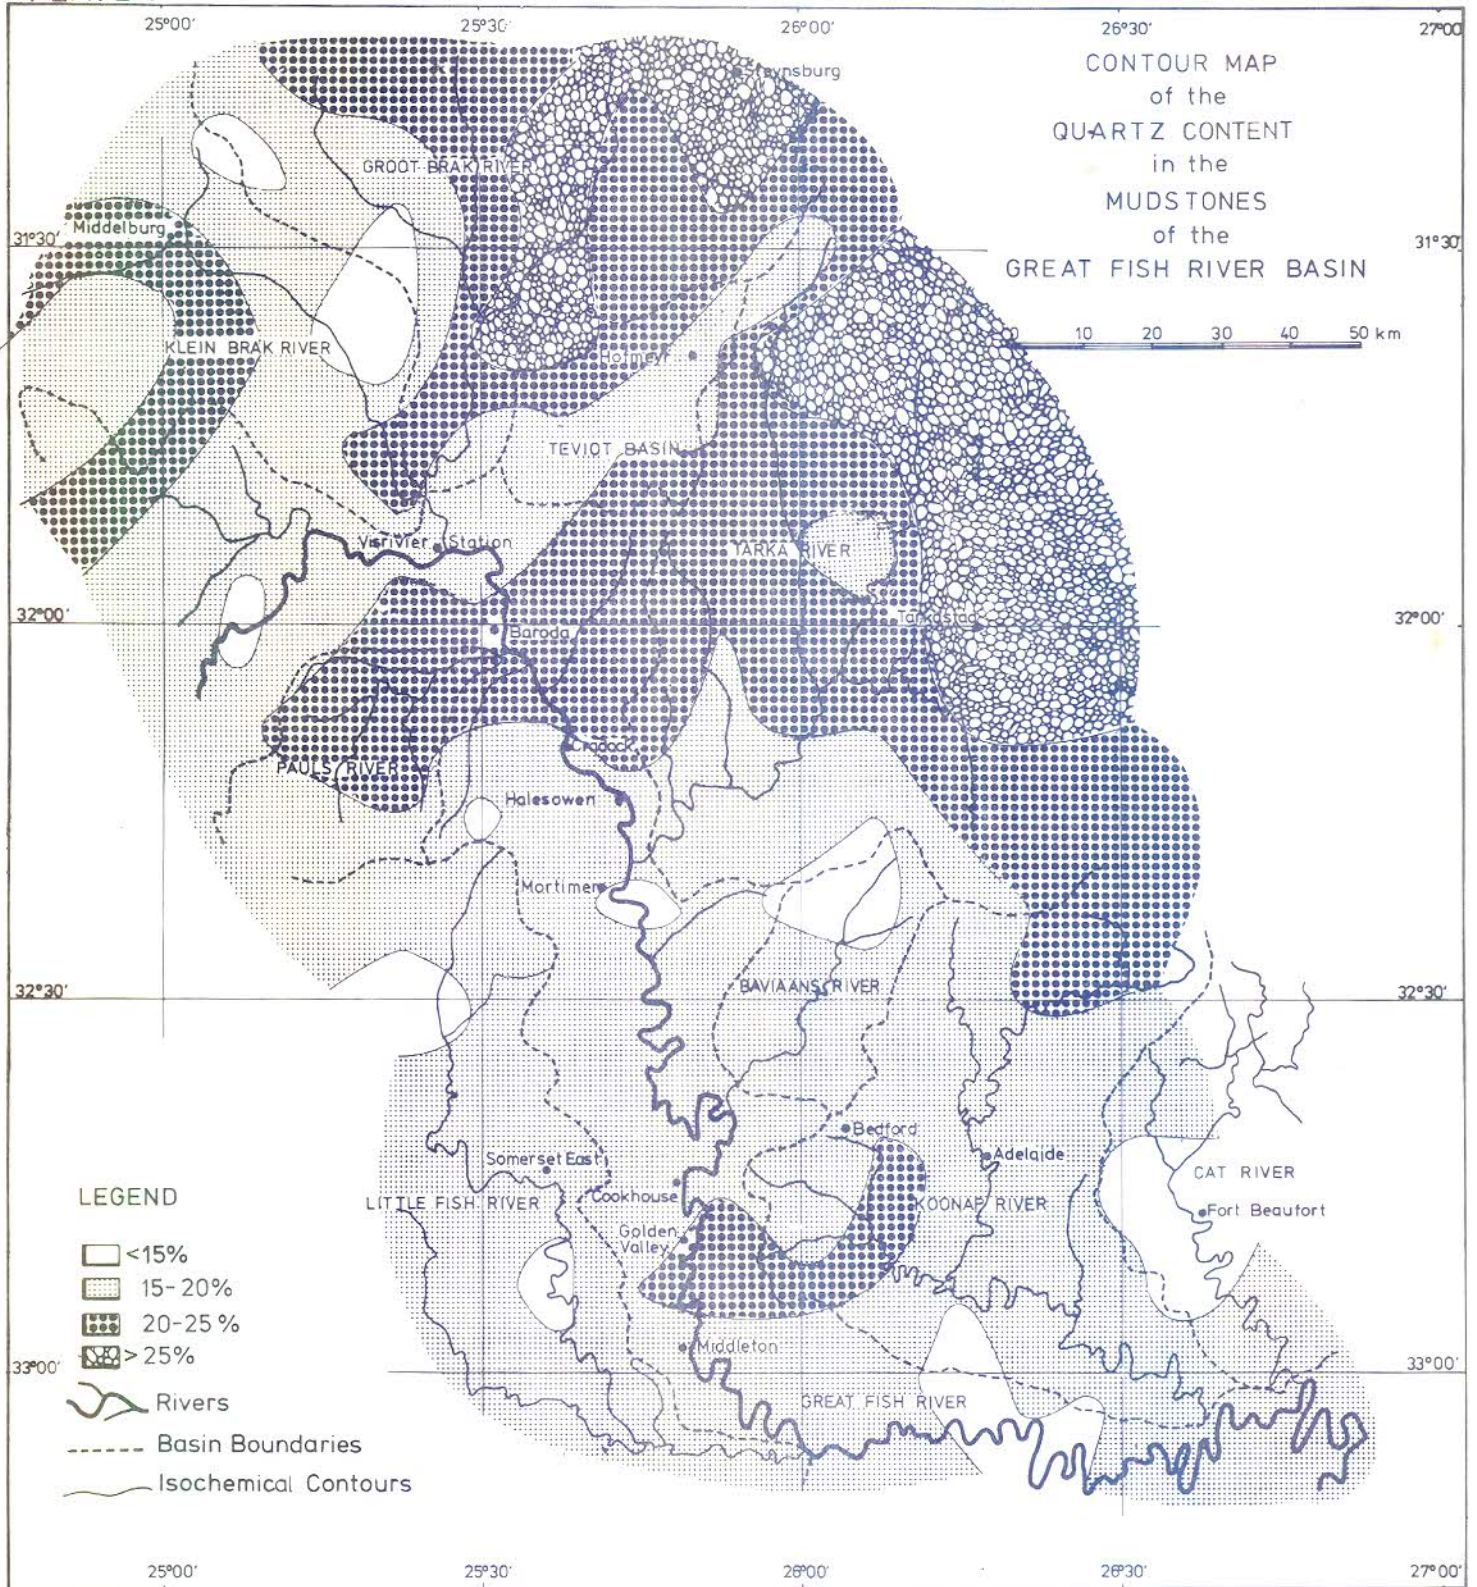 25°00'
25°30'
26°00'
26°30'
27°00'
CONTOUR MAP
of the
QUARTZ CONTENT
in the
MUDSTONES
of the
GREAT FISH RIVER BASIN
0 10 20 30 40 50 km
Steynsburg
GROOT BRAK RIVER
Middelburg
31°30'
31°30'
KLEIN BRAK RIVER
Hofmeyr
TEVIOT BASIN
Visrivier Station
TARKA RIVER
32°00'
32°00'
Baroda
Tarkastad
Cradock
PAULS RIVER
Halesowen
Mortimer
BAVIAANS RIVER
32°30'
32°30'
Bedford
Adelaide
Somerset East
Cookhouse
LITTLE FISH RIVER
KOONAP RIVER
CAT RIVER
Fort Beaufort
Golden
Valley
Middleton
33°00'
33°00'
GREAT FISH RIVER
LEGEND
<15%
15-20%
20-25%
>25%
Rivers
Basin Boundaries
Isochemical Contours
25°00'
25°30'
26°00'
26°30'
27°00'